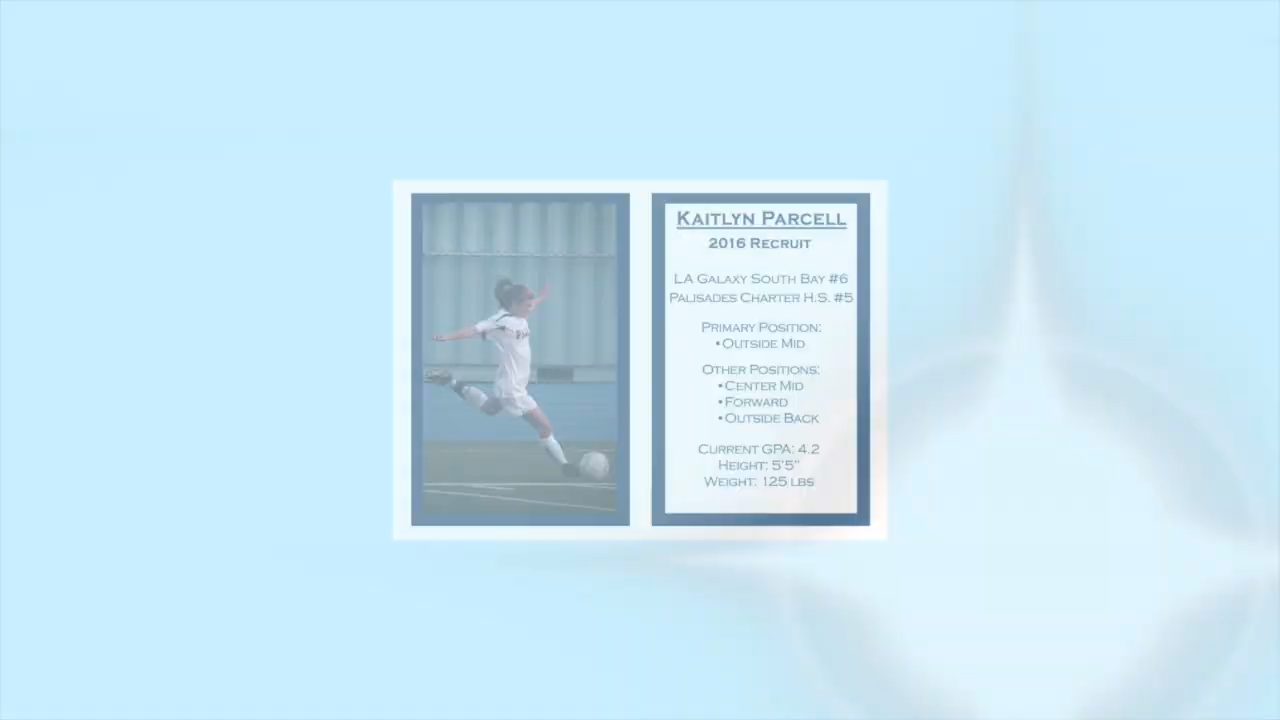 KAITLYN PARCELL
2016 RECRUIT
LA GALAXY SOUTH BAY #6
PALISADES CHARTER H.S. #5
PRIMARY POSITION:
•OUTSIDE MID
OTHER POSITIONS:
•CENTER MID
•FORWARD
•OUTSIDE BACK
CURRENT GPA: 4.2
HEIGHT: 5'5"
WEIGHT: 125 LBS